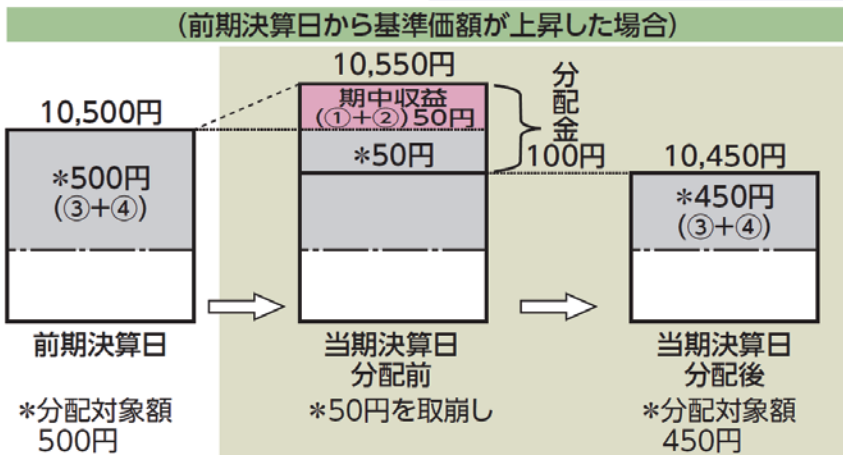 (前期決算日から基準価額が上昇した場合)
10,550円
10,500円
期中収益
(①+②)50円
分配金
*50円
100円
10,450円
*500円
(③+④)
*450円
(③+④)
前期決算日
当期決算日
分配前
当期決算日
分配後
*分配対象額
500円
*50円を取崩し
*分配対象額
450円